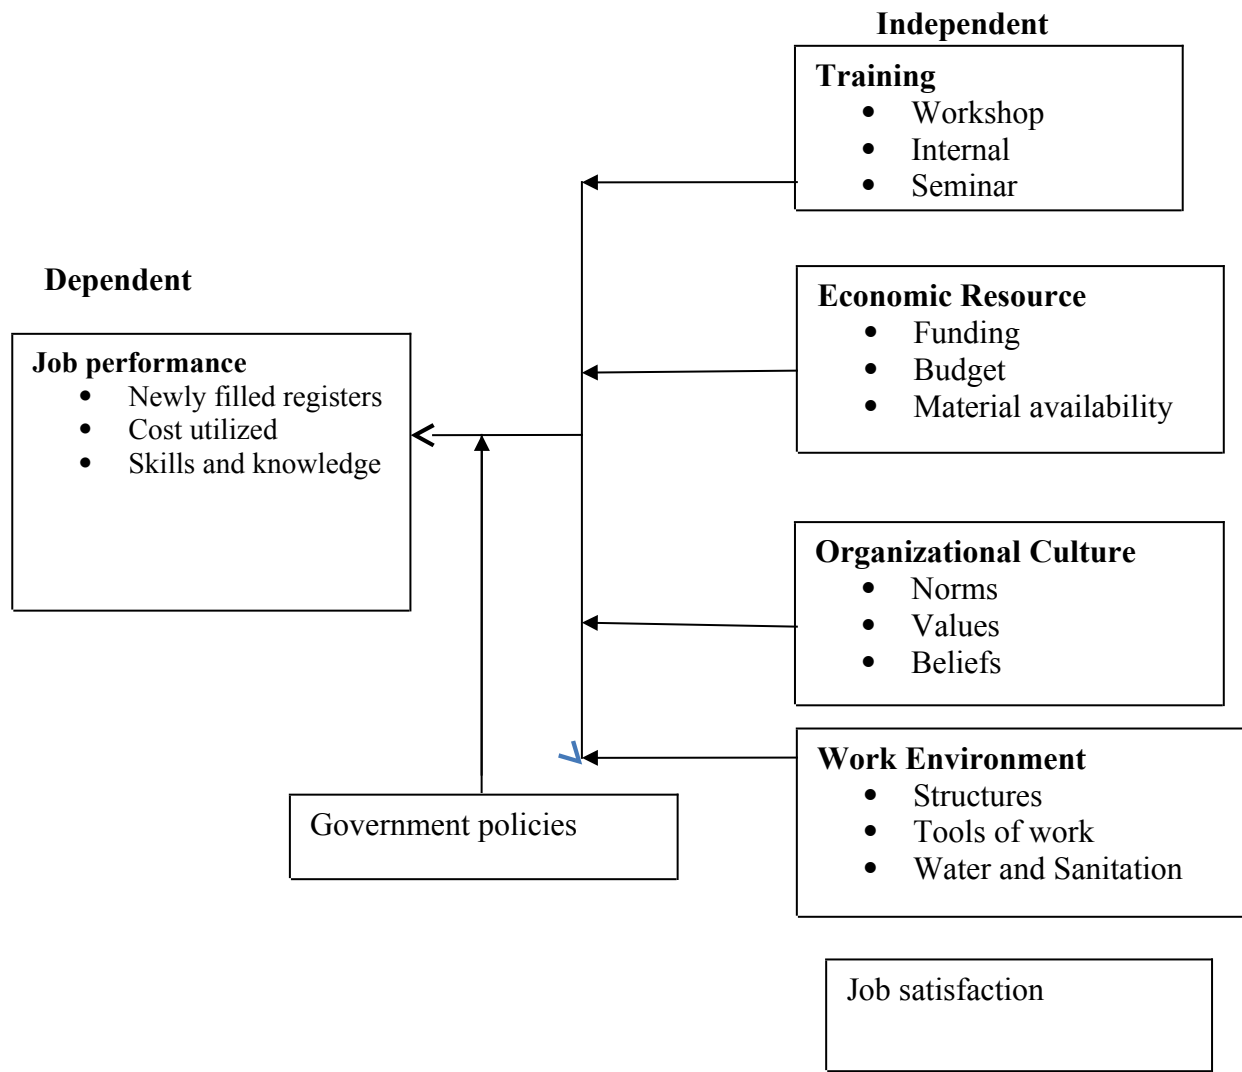 Independent
Training
• Workshop
• Internal
• Seminar
Dependent
Economic Resource
• Funding
• Budget
• Material availability
Job performance
• Newly filled registers
• Cost utilized
• Skills and knowledge
Organizational Culture
• Norms
• Values
• Beliefs
Work Environment
• Structures
• Tools of work
• Water and Sanitation
Government policies
Job satisfaction